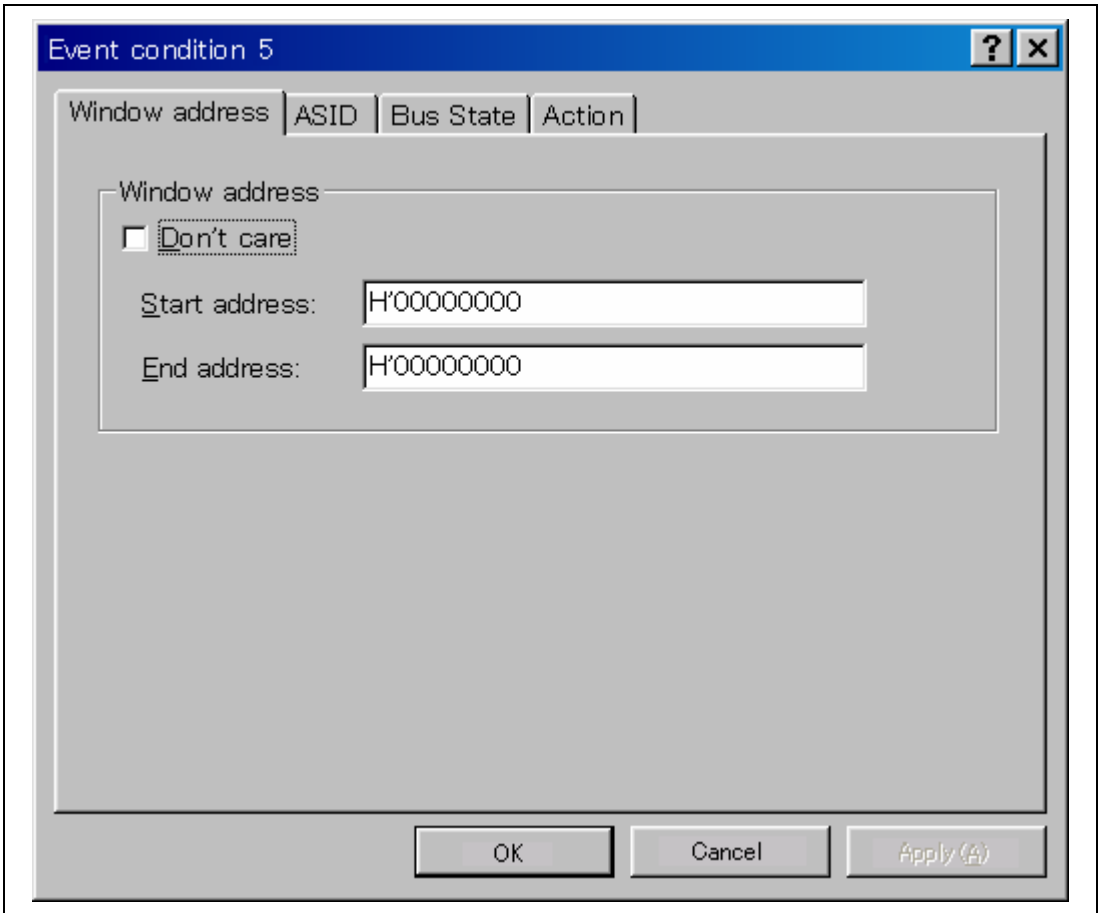 Event condition 5
Window address ASID Bus State Action
Window address
Don't care
Start address: H'00000000
End address: H'00000000
OK Cancel Apply (A)